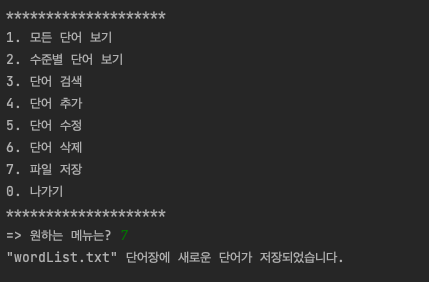 ********************
1. 모든 단어 보기
2. 수준별 단어 보기
3. 단어 검색
4. 단어 추가
5. 단어 수정
6. 단어 삭제
7. 파일 저장
0. 나가기
********************
=> 원하는 메뉴는? 7
"wordList.txt" 단어장에 새로운 단어가 저장되었습니다.